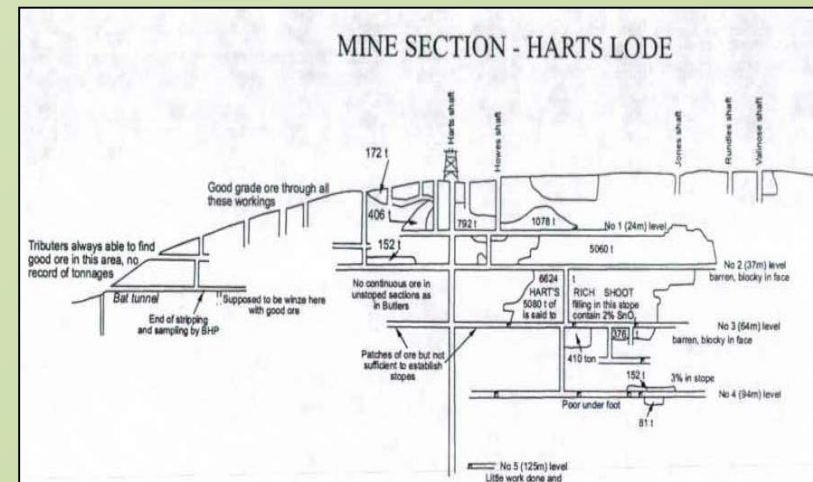 MINE SECTION - HARTS LODE
Harts shaft
Howes shaft
Jones shaft
Rundles shaft
Valinose shaft
172 t
Good grade ore through all
these workings
406 t
792 t
1078 t
No 1 (24m) level
152 t
5060 t
Tributers always able to find
good ore in this area, no
record of tonnages
No 2 (37m) level
barren, blocky in face
Bat tunnel
End of stripping
and sampling by BHP
Supposed to be winze here
with good ore
No continuous ore in
unstoped sections as
in Butlers
6624 t
HART'S RICH SHOOT
5080 t of filling in this stope
is said to contain 2% SnO2
No 3 (64m) level
barren, blocky in face
376 t
Patches of ore but not
sufficient to establish
stopes
410 ton
152 t
3% in stope
No 4 (94m) level
Poor under foot
81 t
No 5 (125m) level
Little work done and